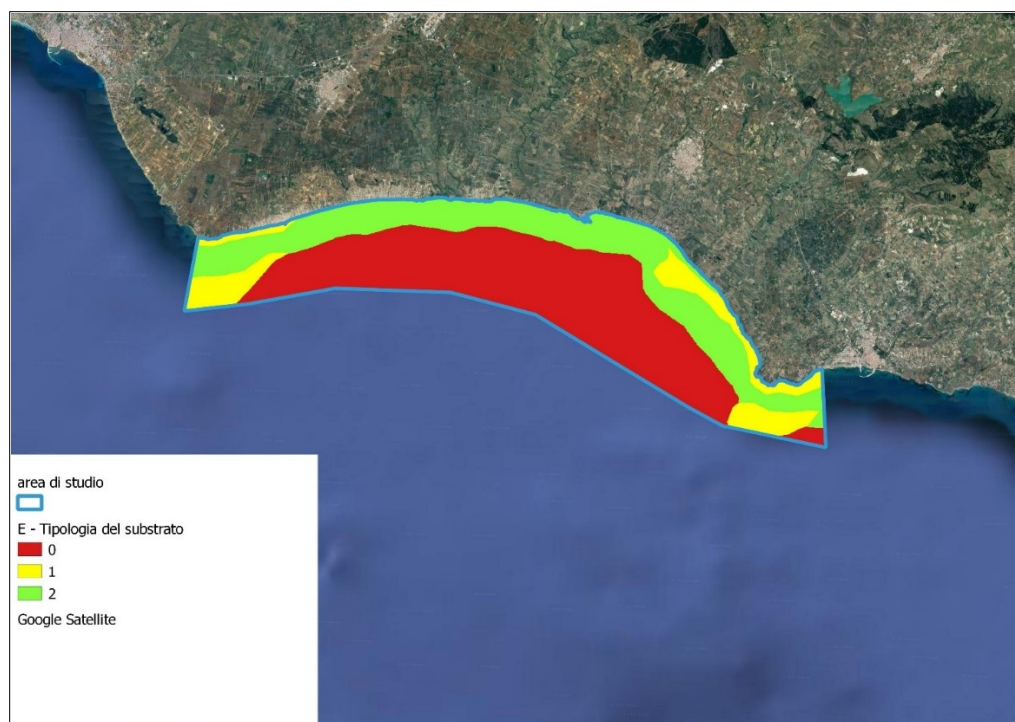 area di studio
E - Tipologia del substrato
0
1
2
Google Satellite